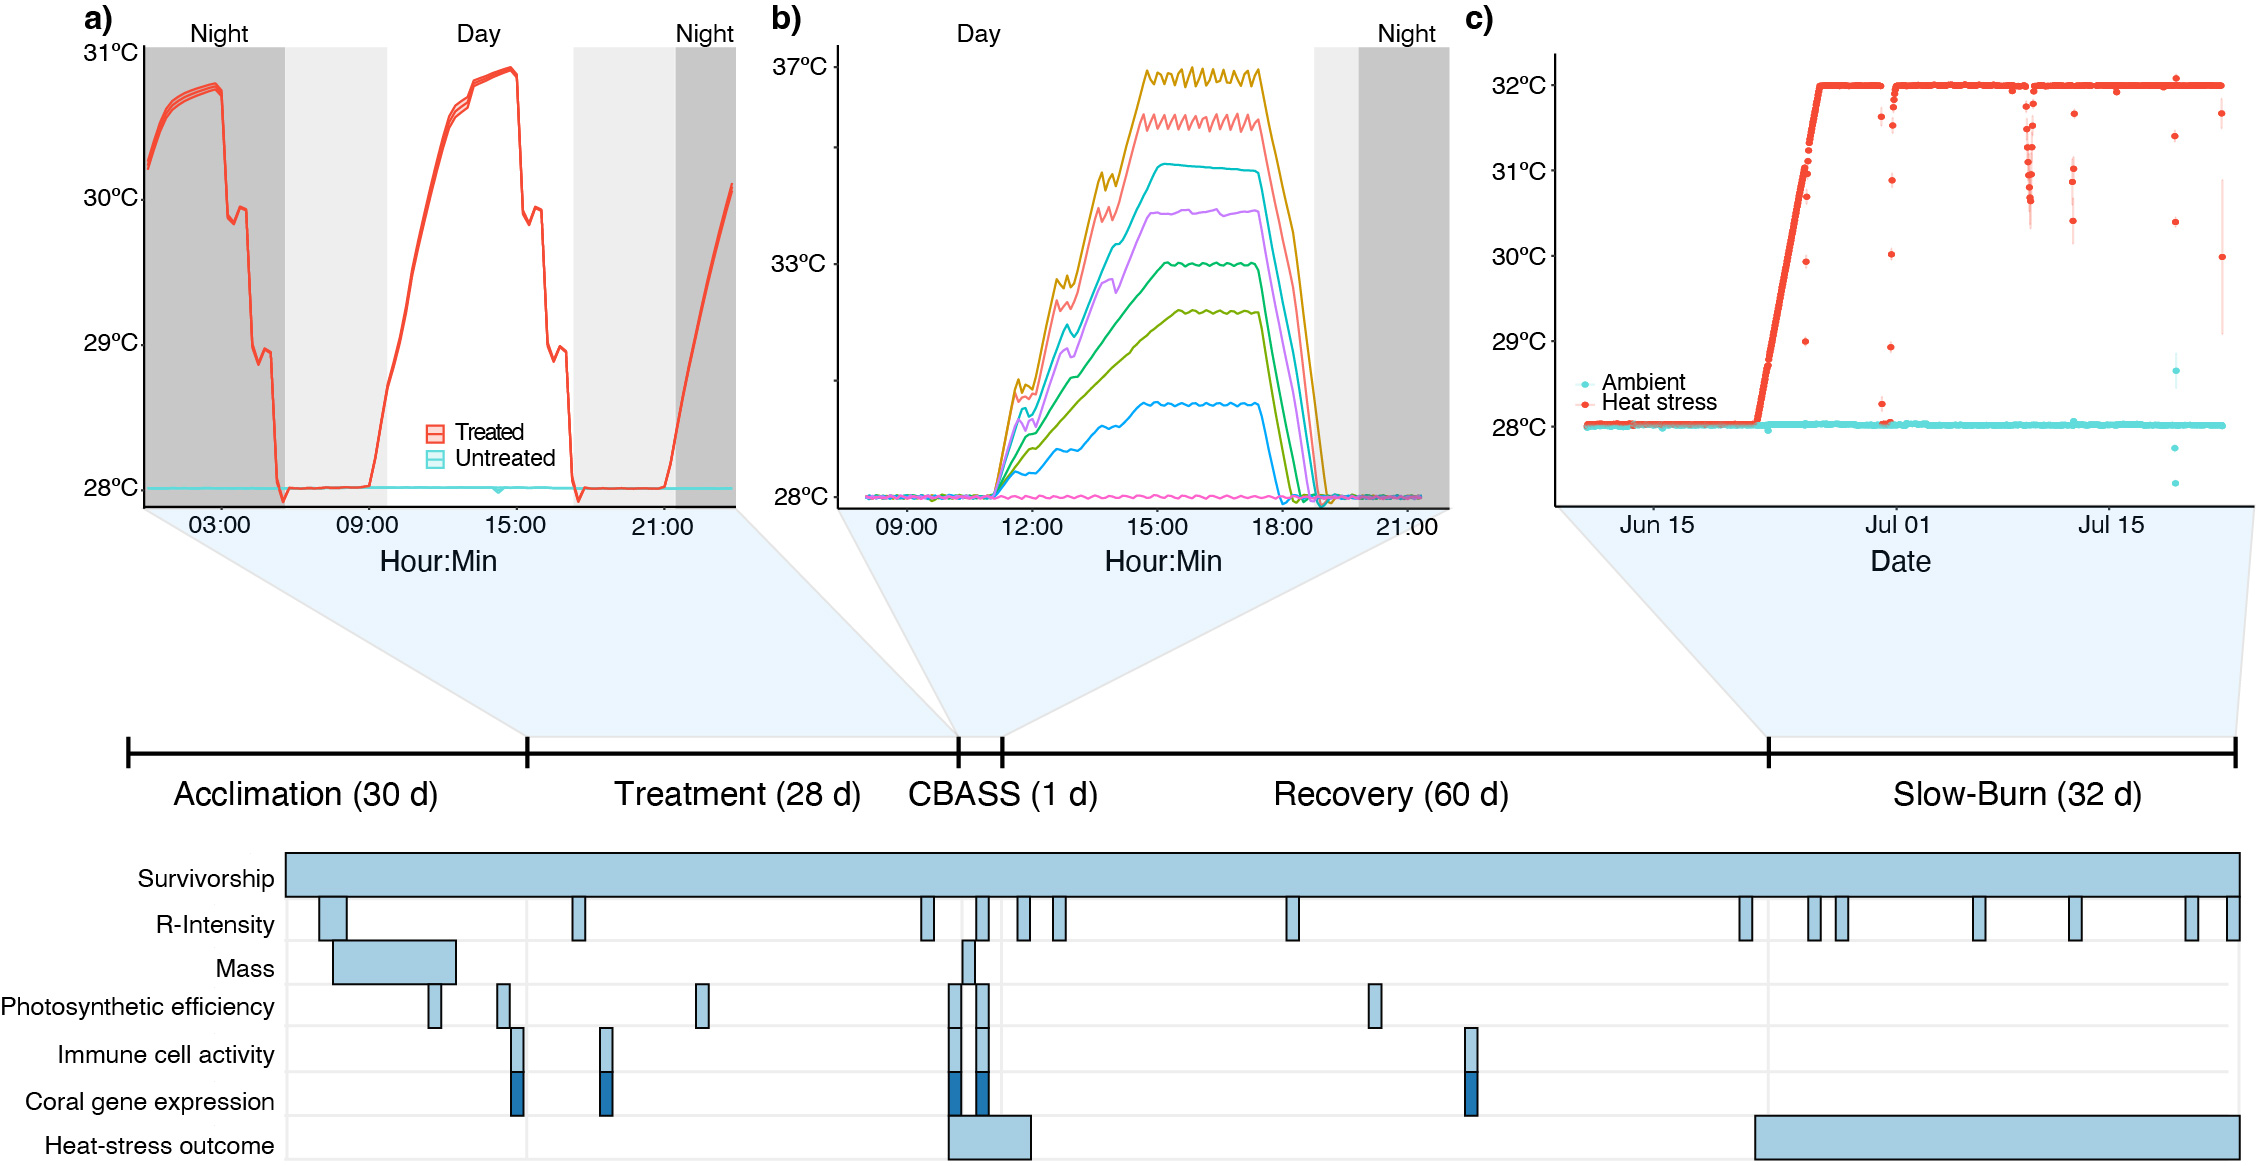 a)
Night
Day
Night
31ºC
30ºC
29ºC
28ºC
Treated
Untreated
03:00
09:00
15:00
21:00
Hour:Min
b)
Day
Night
37ºC
33ºC
28ºC
09:00
12:00
15:00
18:00
21:00
Hour:Min
c)
32ºC
31ºC
30ºC
29ºC
28ºC
Ambient
Heat stress
Jun 15
Jul 01
Jul 15
Date
Acclimation (30 d)
Treatment (28 d)
CBASS (1 d)
Recovery (60 d)
Slow-Burn (32 d)
Survivorship
R-Intensity
Mass
Photosynthetic efficiency
Immune cell activity
Coral gene expression
Heat-stress outcome